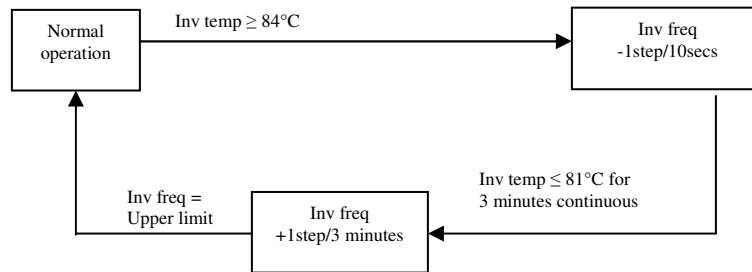 Normal
operation
Inv temp ≥ 84°C
Inv freq
-1step/10secs
Inv temp ≤ 81°C for
3 minutes continuous
Inv freq
+1step/3 minutes
Inv freq =
Upper limit